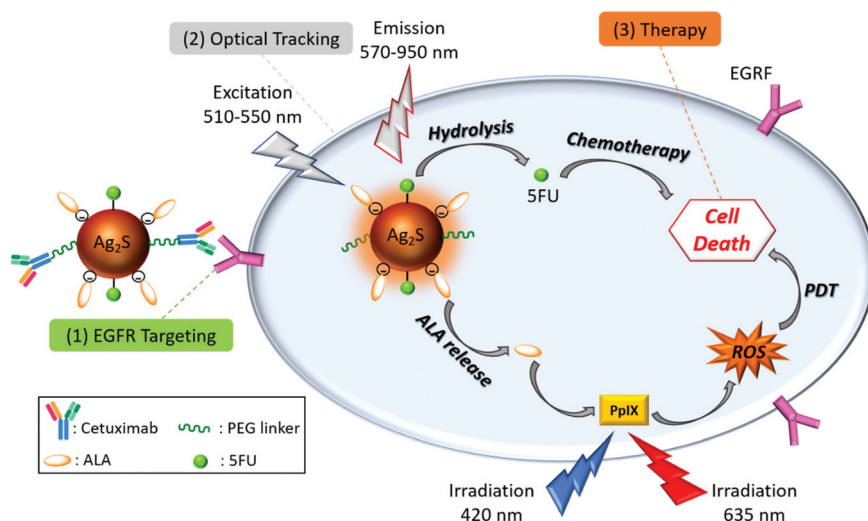 (2) Optical Tracking
Emission
570-950 nm
(3) Therapy
Excitation
510-550 nm
EGRF
Hydrolysis
Chemotherapy
5FU
Cell
Death
Ag₂S
Ag₂S
(1) EGFR Targeting
ALA release
PDT
ROS
PpIX
: Cetuximab
: PEG linker
: ALA
: 5FU
Irradiation
420 nm
Irradiation
635 nm